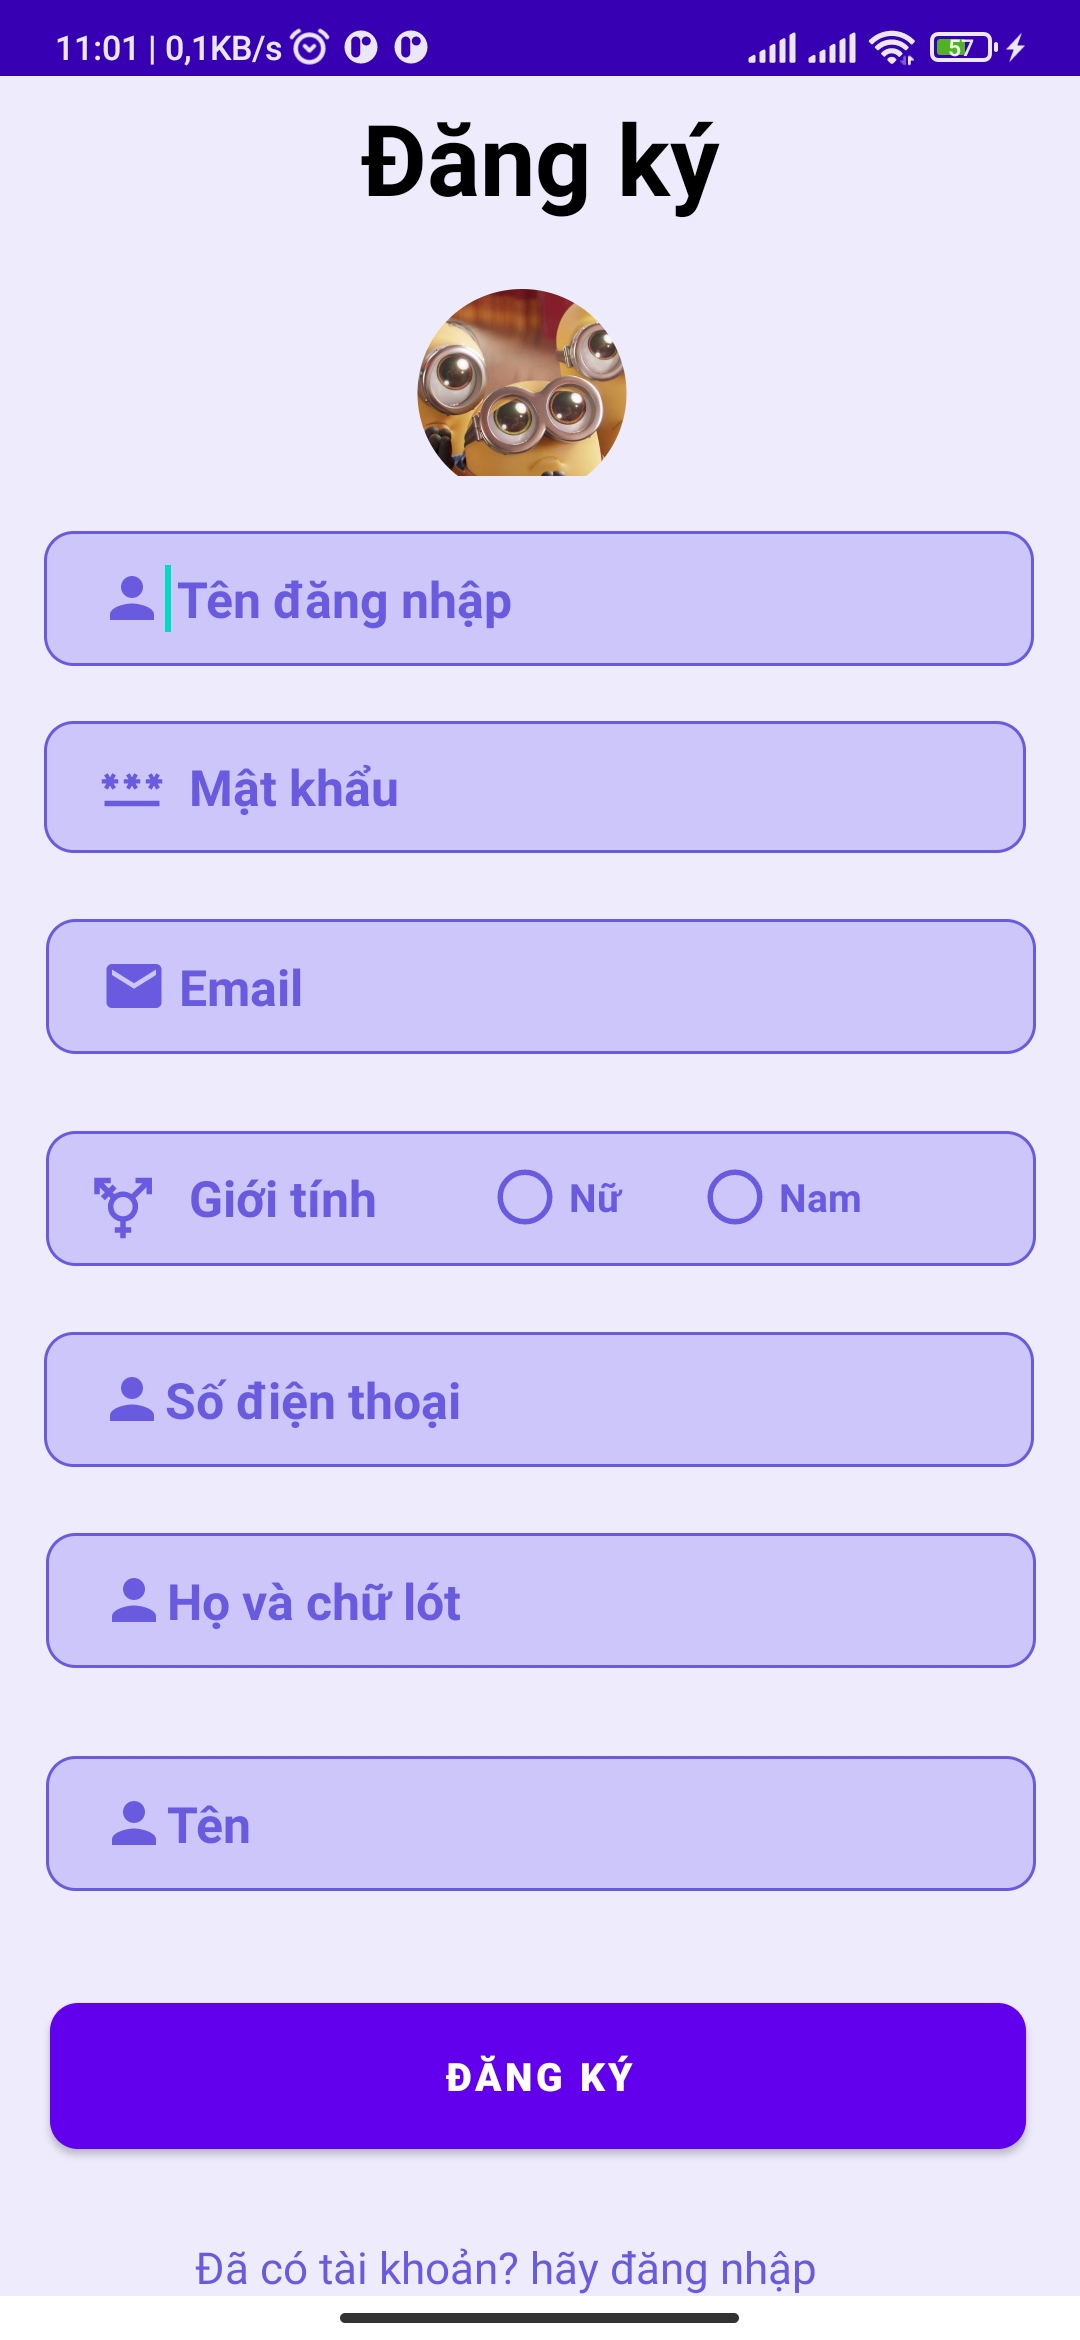 11:01 | 0,1KB/s
57
Đăng ký
Tên đăng nhập
*** Mật khẩu
Email
Giới tính Nữ Nam
Số điện thoại
Họ và chữ lót
Tên
ĐĂNG KÝ
Đã có tài khoản? hãy đăng nhập